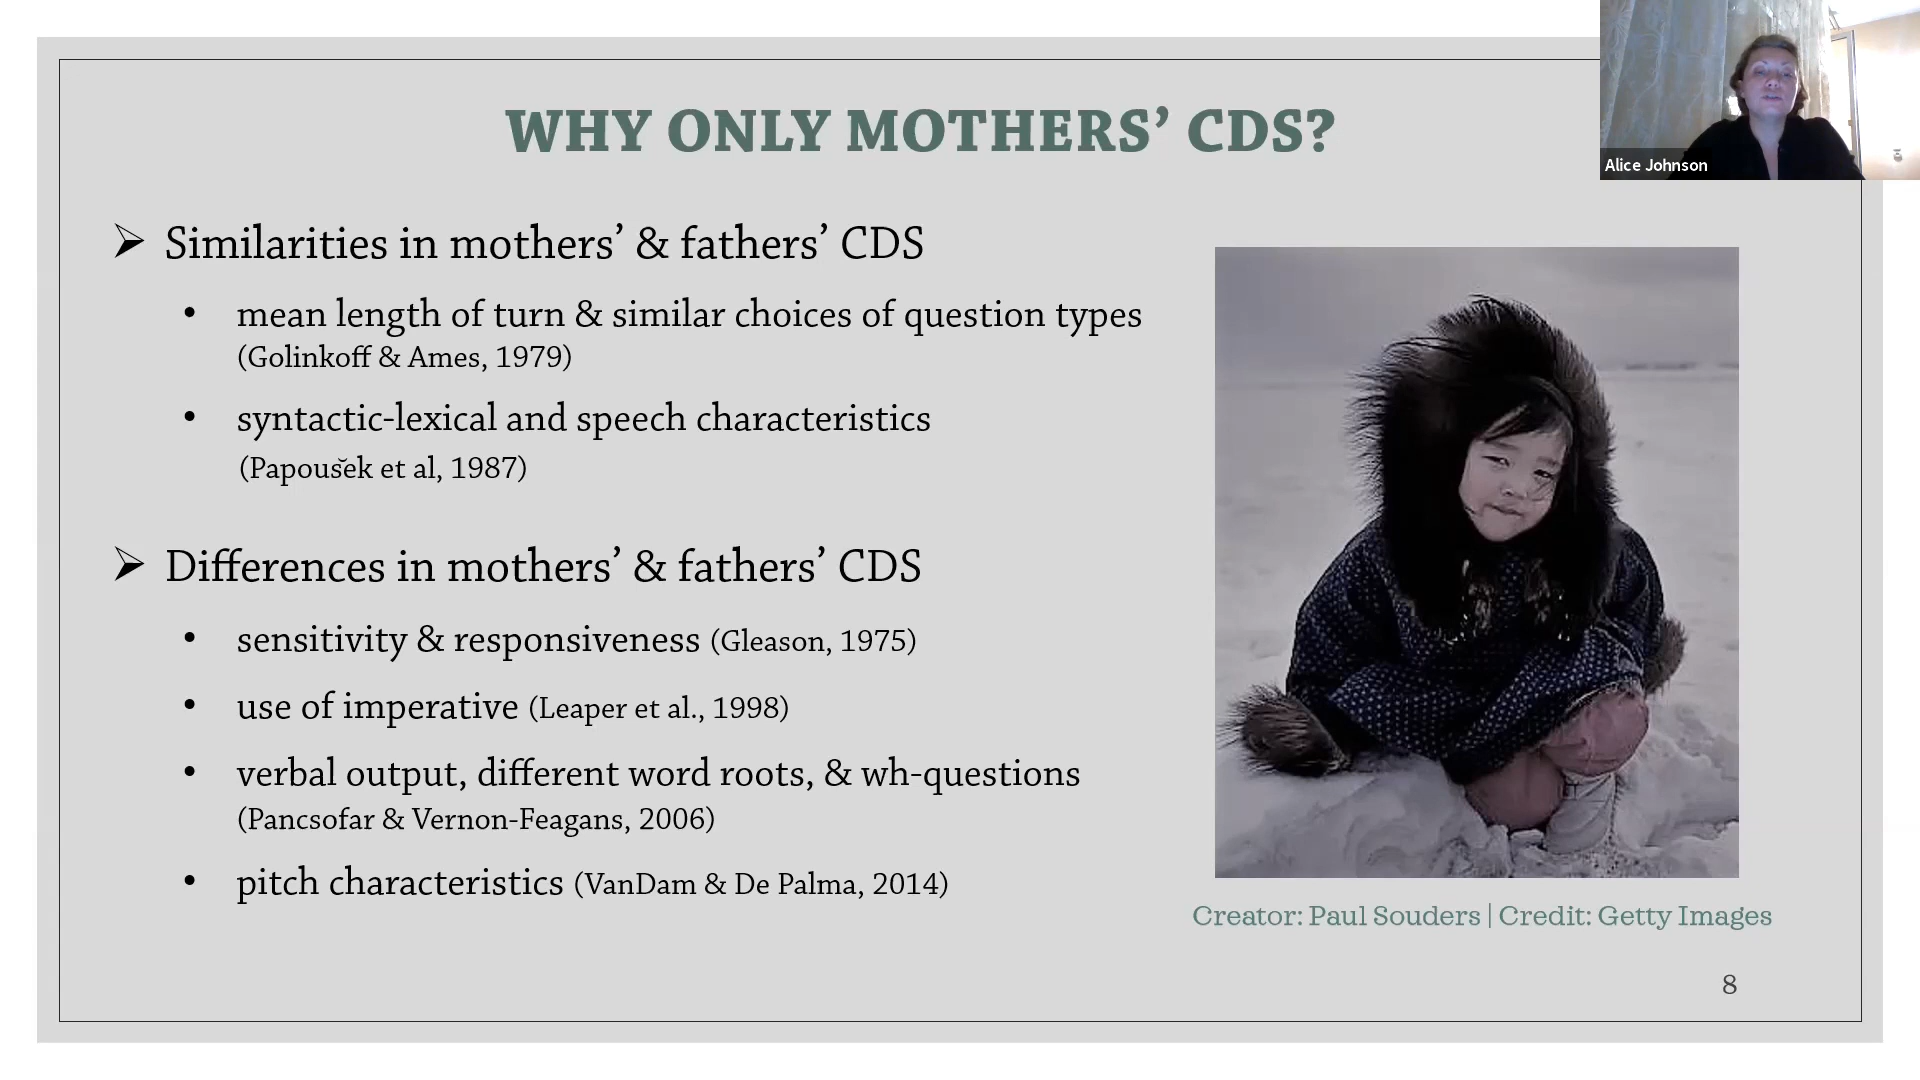 WHY ONLY MOTHERS’ CDS?
Alice Johnson
➢ Similarities in mothers’ & fathers’ CDS
• mean length of turn & similar choices of question types
(Golinkoff & Ames, 1979)
• syntactic-lexical and speech characteristics
(Papous̆ek et al, 1987)
➢ Differences in mothers’ & fathers’ CDS
• sensitivity & responsiveness (Gleason, 1975)
• use of imperative (Leaper et al., 1998)
• verbal output, different word roots, & wh-questions
(Pancsofar & Vernon-Feagans, 2006)
• pitch characteristics (VanDam & De Palma, 2014)
Creator: Paul Souders | Credit: Getty Images
8